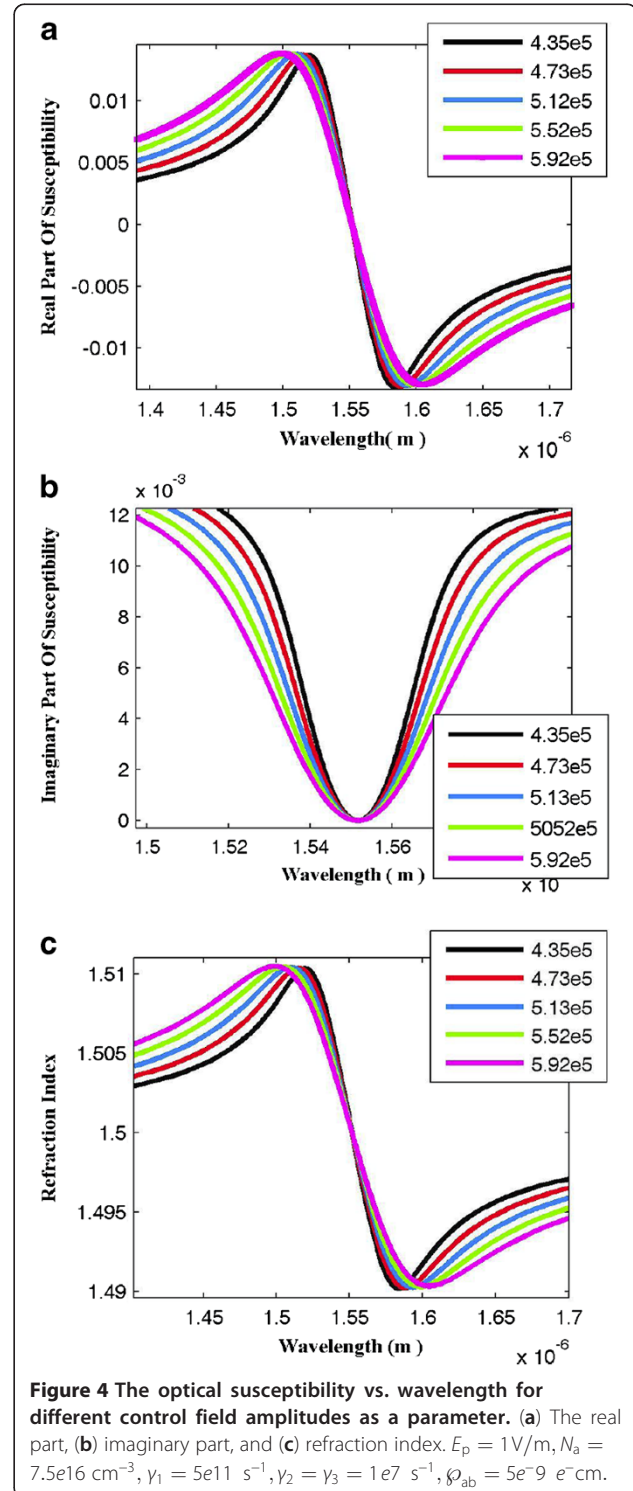 a
4.35e5
4.73e5
5.12e5
5.52e5
5.92e5
0.01
0.005
0
-0.005
-0.01
Real Part Of Susceptibility
1.4 1.45 1.5 1.55 1.6 1.65 1.7
Wavelength( m )
x 10⁻⁶
b
x 10⁻³
12
10
8
6
4
2
0
Imaginary Part Of Susceptibility
4.35e5
4.73e5
5.13e5
5052e5
5.92e5
1.5 1.52 1.54 1.56
Wavelength ( m )
x 10
c
4.35e5
4.73e5
5.13e5
5.52e5
5.92e5
1.51
1.505
1.5
1.495
1.49
Refraction Index
1.45 1.5 1.55 1.6 1.65 1.7
Wavelength (m )
x 10⁻⁶
Figure 4 The optical susceptibility vs. wavelength for
different control field amplitudes as a parameter. (a) The real
part, (b) imaginary part, and (c) refraction index. Eₚ = 1 V/m, Nₐ =
7.5e16 cm⁻³, γ₁ = 5e11 s⁻¹, γ₂ = γ₃ = 1e7 s⁻¹, ℘ab = 5e⁻9 e⁻cm.